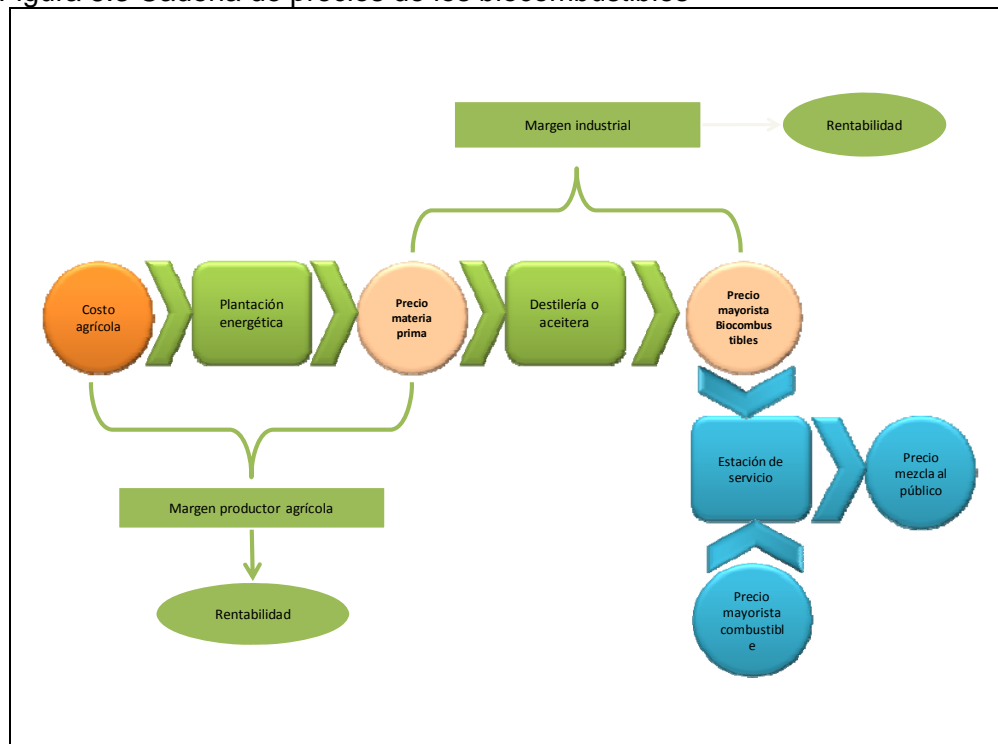 Margen industrial
Rentabilidad
Costo
agrícola
Plantación
energética
Precio
materia
prima
Destilería o
aceitera
Precio
mayorista
Biocombus
tibles
Estación de
servicio
Precio
mezcla al
público
Margen productor agrícola
Rentabilidad
Precio
mayorista
combustibl
e